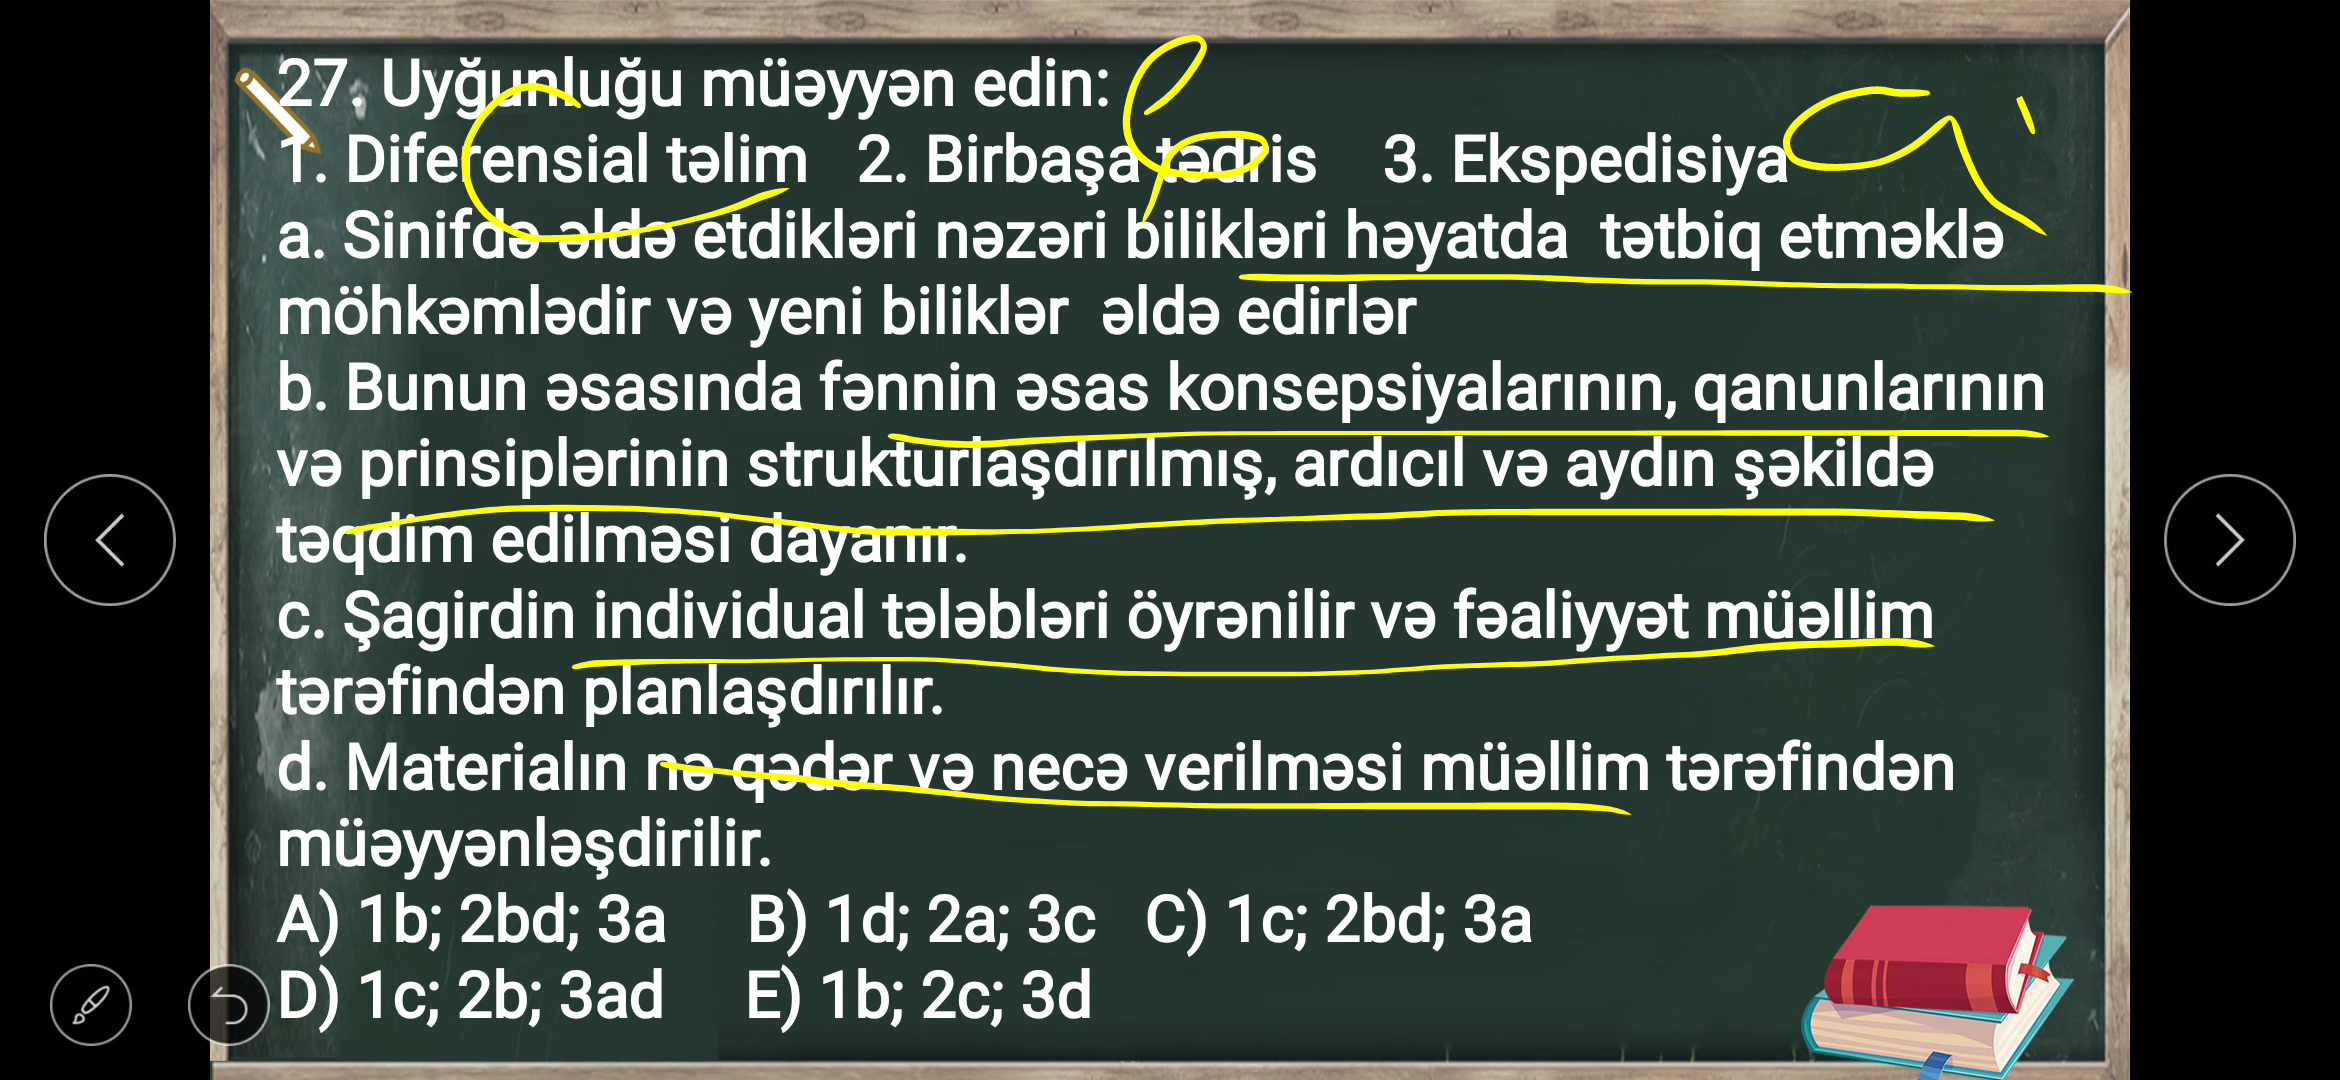 27. Uyğunluğu müəyyən edin:
1. Diferensial təlim 2. Birbaşa tədris 3. Ekspedisiya
a. Sinifdə əldə etdikləri nəzəri bilikləri həyatda tətbiq etməklə
möhkəmlədir və yeni biliklər əldə edirlər
b. Bunun əsasında fənnin əsas konsepsiyalarının, qanunlarının
və prinsiplərinin strukturlaşdırılmış, ardıcıl və aydın şəkildə
təqdim edilməsi dayanır.
c. Şagirdin individual tələbləri öyrənilir və fəaliyyət müəllim
tərəfindən planlaşdırılır.
d. Materialın nə qədər və necə verilməsi müəllim tərəfindən
müəyyənləşdirilir.
A) 1b; 2bd; 3a B) 1d; 2a; 3c C) 1c; 2bd; 3a
D) 1c; 2b; 3ad E) 1b; 2c; 3d